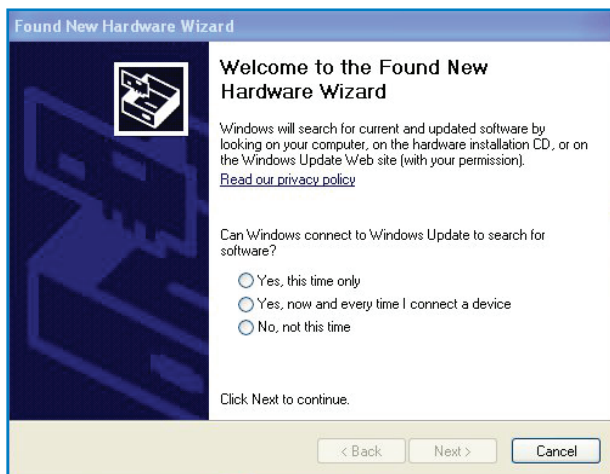 Found New Hardware Wizard
Welcome to the Found New
Hardware Wizard
Windows will search for current and updated software by
looking on your computer, on the hardware installation CD, or on
the Windows Update Web site (with your permission).
Read our privacy policy
Can Windows connect to Windows Update to search for
software?
Yes, this time only
Yes, now and every time I connect a device
No, not this time
Click Next to continue.
< Back
Next >
Cancel